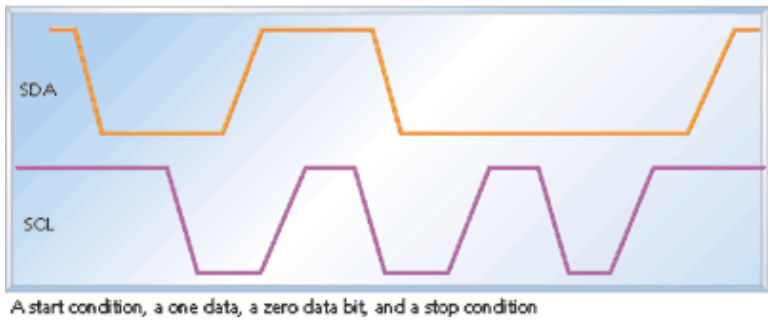 SDA
SCL
A start condition, a one data, a zero data bit, and a stop condition